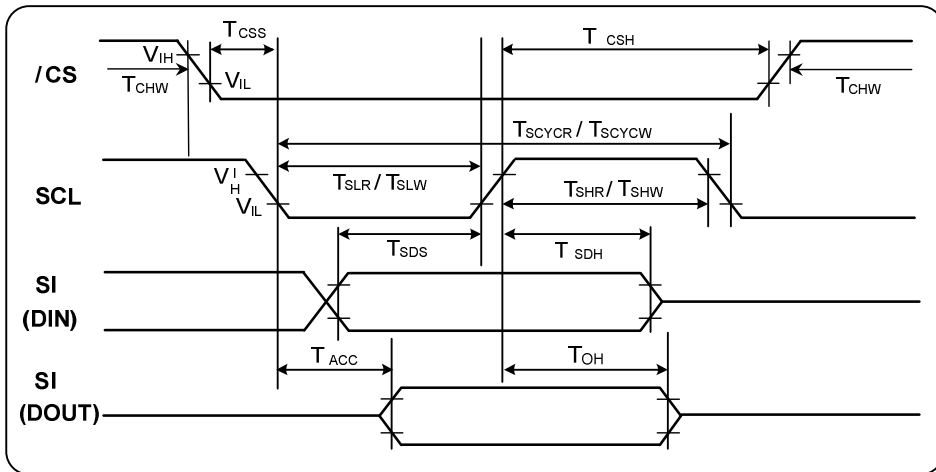 TCSS
T CSH
VIH
/CS
TCHW
VIL
TCHW
TSCYCR / TSCYCW
VIH
TSLR / TSLW
TSHR / TSHW
SCL
VIL
TSDS
T SDH
SI
(DIN)
T ACC
TOH
SI
(DOUT)